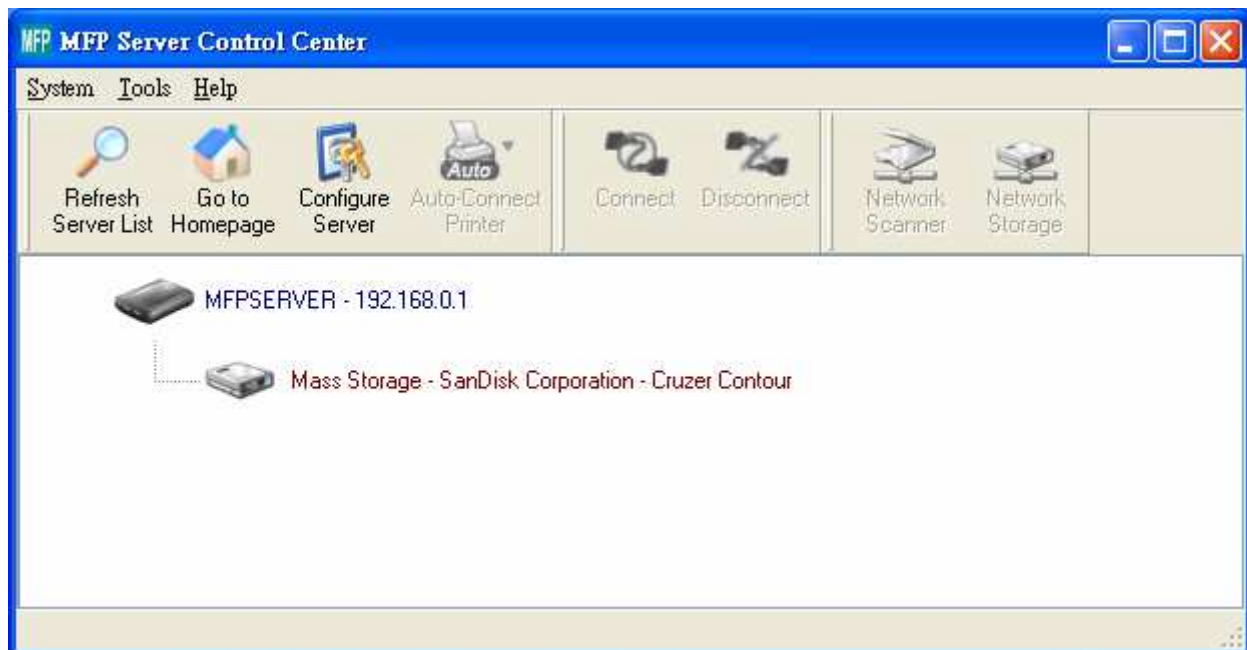 MFP MFP Server Control Center
System Tools Help
Refresh Server List
Go to Homepage
Configure Server
Auto
Auto-Connect Printer
Connect
Disconnect
Network Scanner
Network Storage
MFPSERVER - 192.168.0.1
Mass Storage - SanDisk Corporation - Cruzer Contour